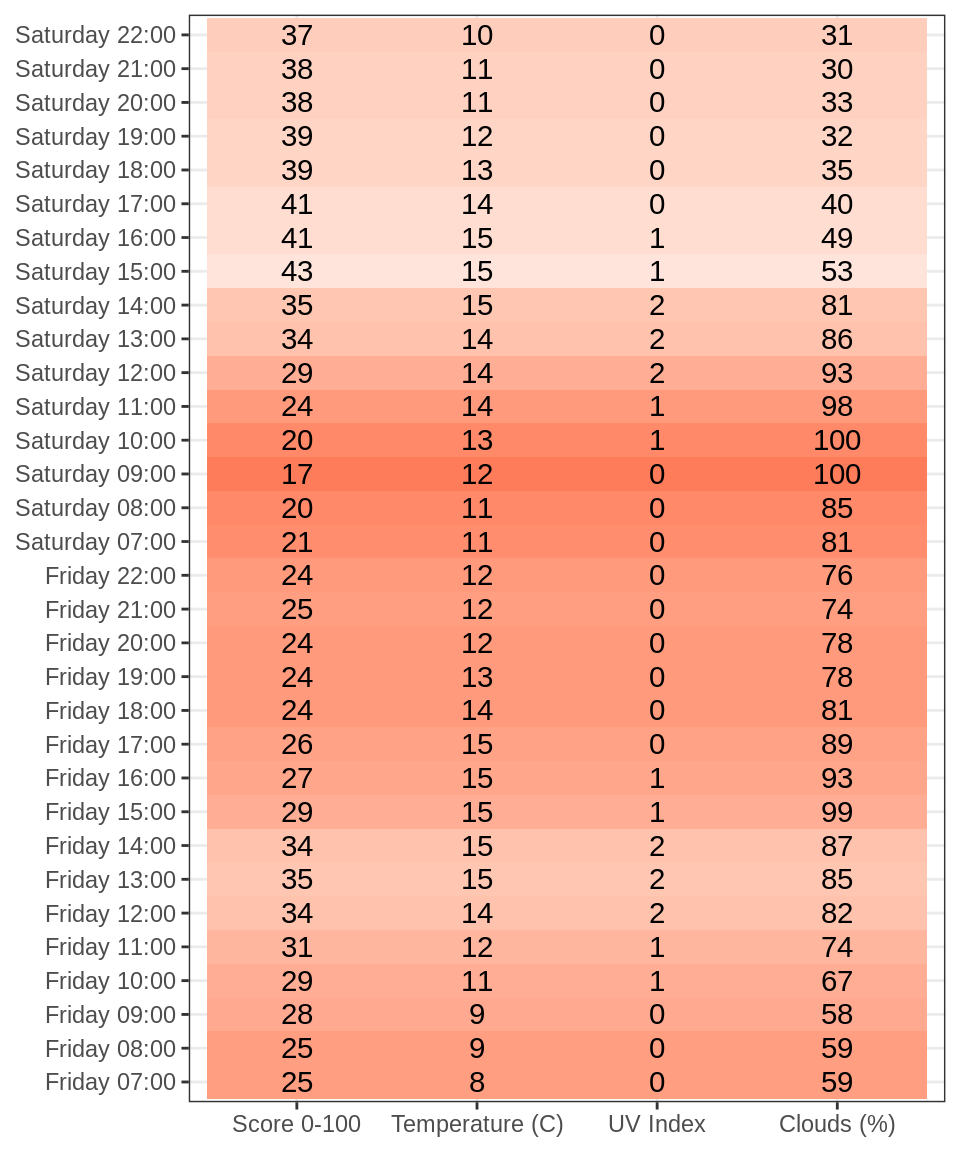 Saturday 22:00 37 10 0 31
Saturday 21:00 38 11 0 30
Saturday 20:00 38 11 0 33
Saturday 19:00 39 12 0 32
Saturday 18:00 39 13 0 35
Saturday 17:00 41 14 0 40
Saturday 16:00 41 15 1 49
Saturday 15:00 43 15 1 53
Saturday 14:00 35 15 2 81
Saturday 13:00 34 14 2 86
Saturday 12:00 29 14 2 93
Saturday 11:00 24 14 1 98
Saturday 10:00 20 13 1 100
Saturday 09:00 17 12 0 100
Saturday 08:00 20 11 0 85
Saturday 07:00 21 11 0 81
Friday 22:00 24 12 0 76
Friday 21:00 25 12 0 74
Friday 20:00 24 12 0 78
Friday 19:00 24 13 0 78
Friday 18:00 24 14 0 81
Friday 17:00 26 15 0 89
Friday 16:00 27 15 1 93
Friday 15:00 29 15 1 99
Friday 14:00 34 15 2 87
Friday 13:00 35 15 2 85
Friday 12:00 34 14 2 82
Friday 11:00 31 12 1 74
Friday 10:00 29 11 1 67
Friday 09:00 28 9 0 58
Friday 08:00 25 9 0 59
Friday 07:00 25 8 0 59
Score 0-100 Temperature (C) UV Index Clouds (%)